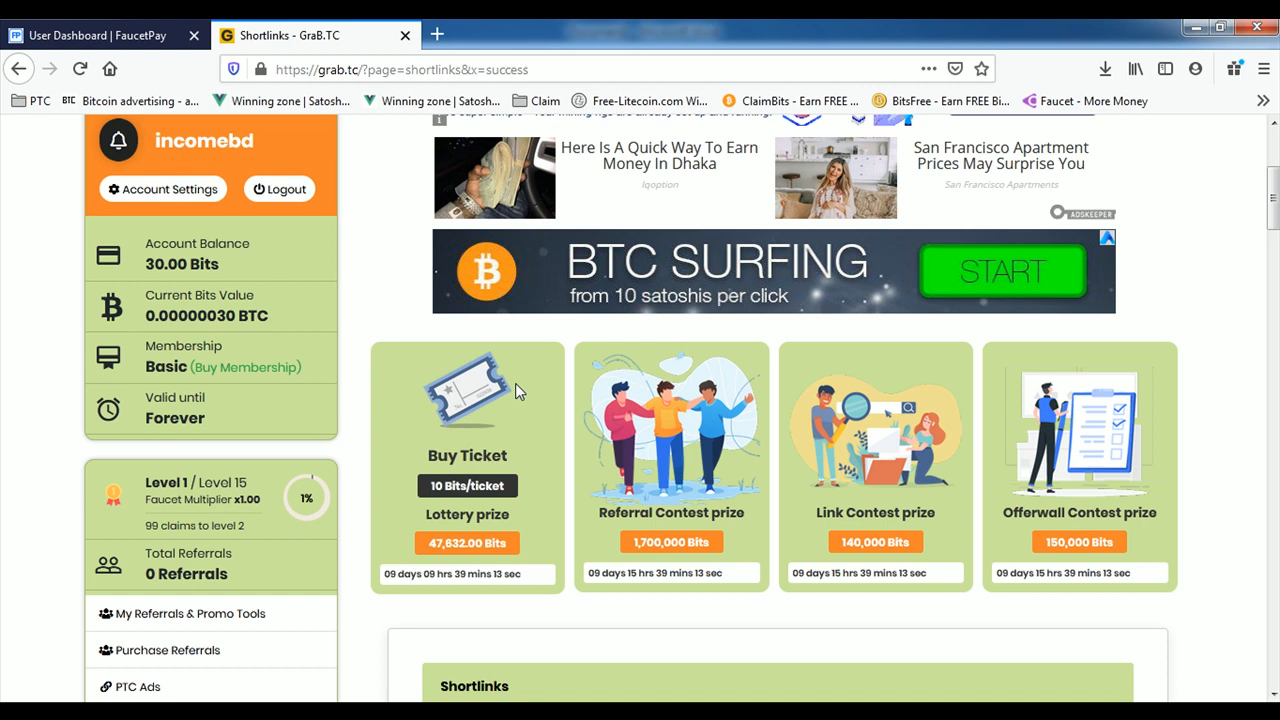 User Dashboard | FaucetPay
Shortlinks - GraB.TC
https://grab.tc/?page=shortlinks&x=success
PTC
BTC Bitcoin advertising - a...
Winning zone | Satosh...
Winning zone | Satosh...
Claim
Free-Litecoin.com Wi...
ClaimBits - Earn FREE ...
BitsFree - Earn FREE Bi...
Faucet - More Money
incomebd
Account Settings
Logout
Account Balance
30.00 Bits
Current Bits Value
0.00000030 BTC
Membership
Basic (Buy Membership)
Valid until
Forever
Level 1 / Level 15
Faucet Multiplier x1.00
99 claims to level 2
1%
Total Referrals
0 Referrals
My Referrals & Promo Tools
Purchase Referrals
PTC Ads
Here Is A Quick Way To Earn
Money In Dhaka
Iqoption
San Francisco Apartment
Prices May Surprise You
San Francisco Apartments
ADSKEEPER
BTC SURFING
from 10 satoshis per click
START
Buy Ticket
10 Bits/ticket
Lottery prize
47,632.00 Bits
09 days 09 hrs 39 mins 13 sec
Referral Contest prize
1,700,000 Bits
09 days 15 hrs 39 mins 13 sec
Link Contest prize
140,000 Bits
09 days 15 hrs 39 mins 13 sec
Offerwall Contest prize
150,000 Bits
09 days 15 hrs 39 mins 13 sec
Shortlinks